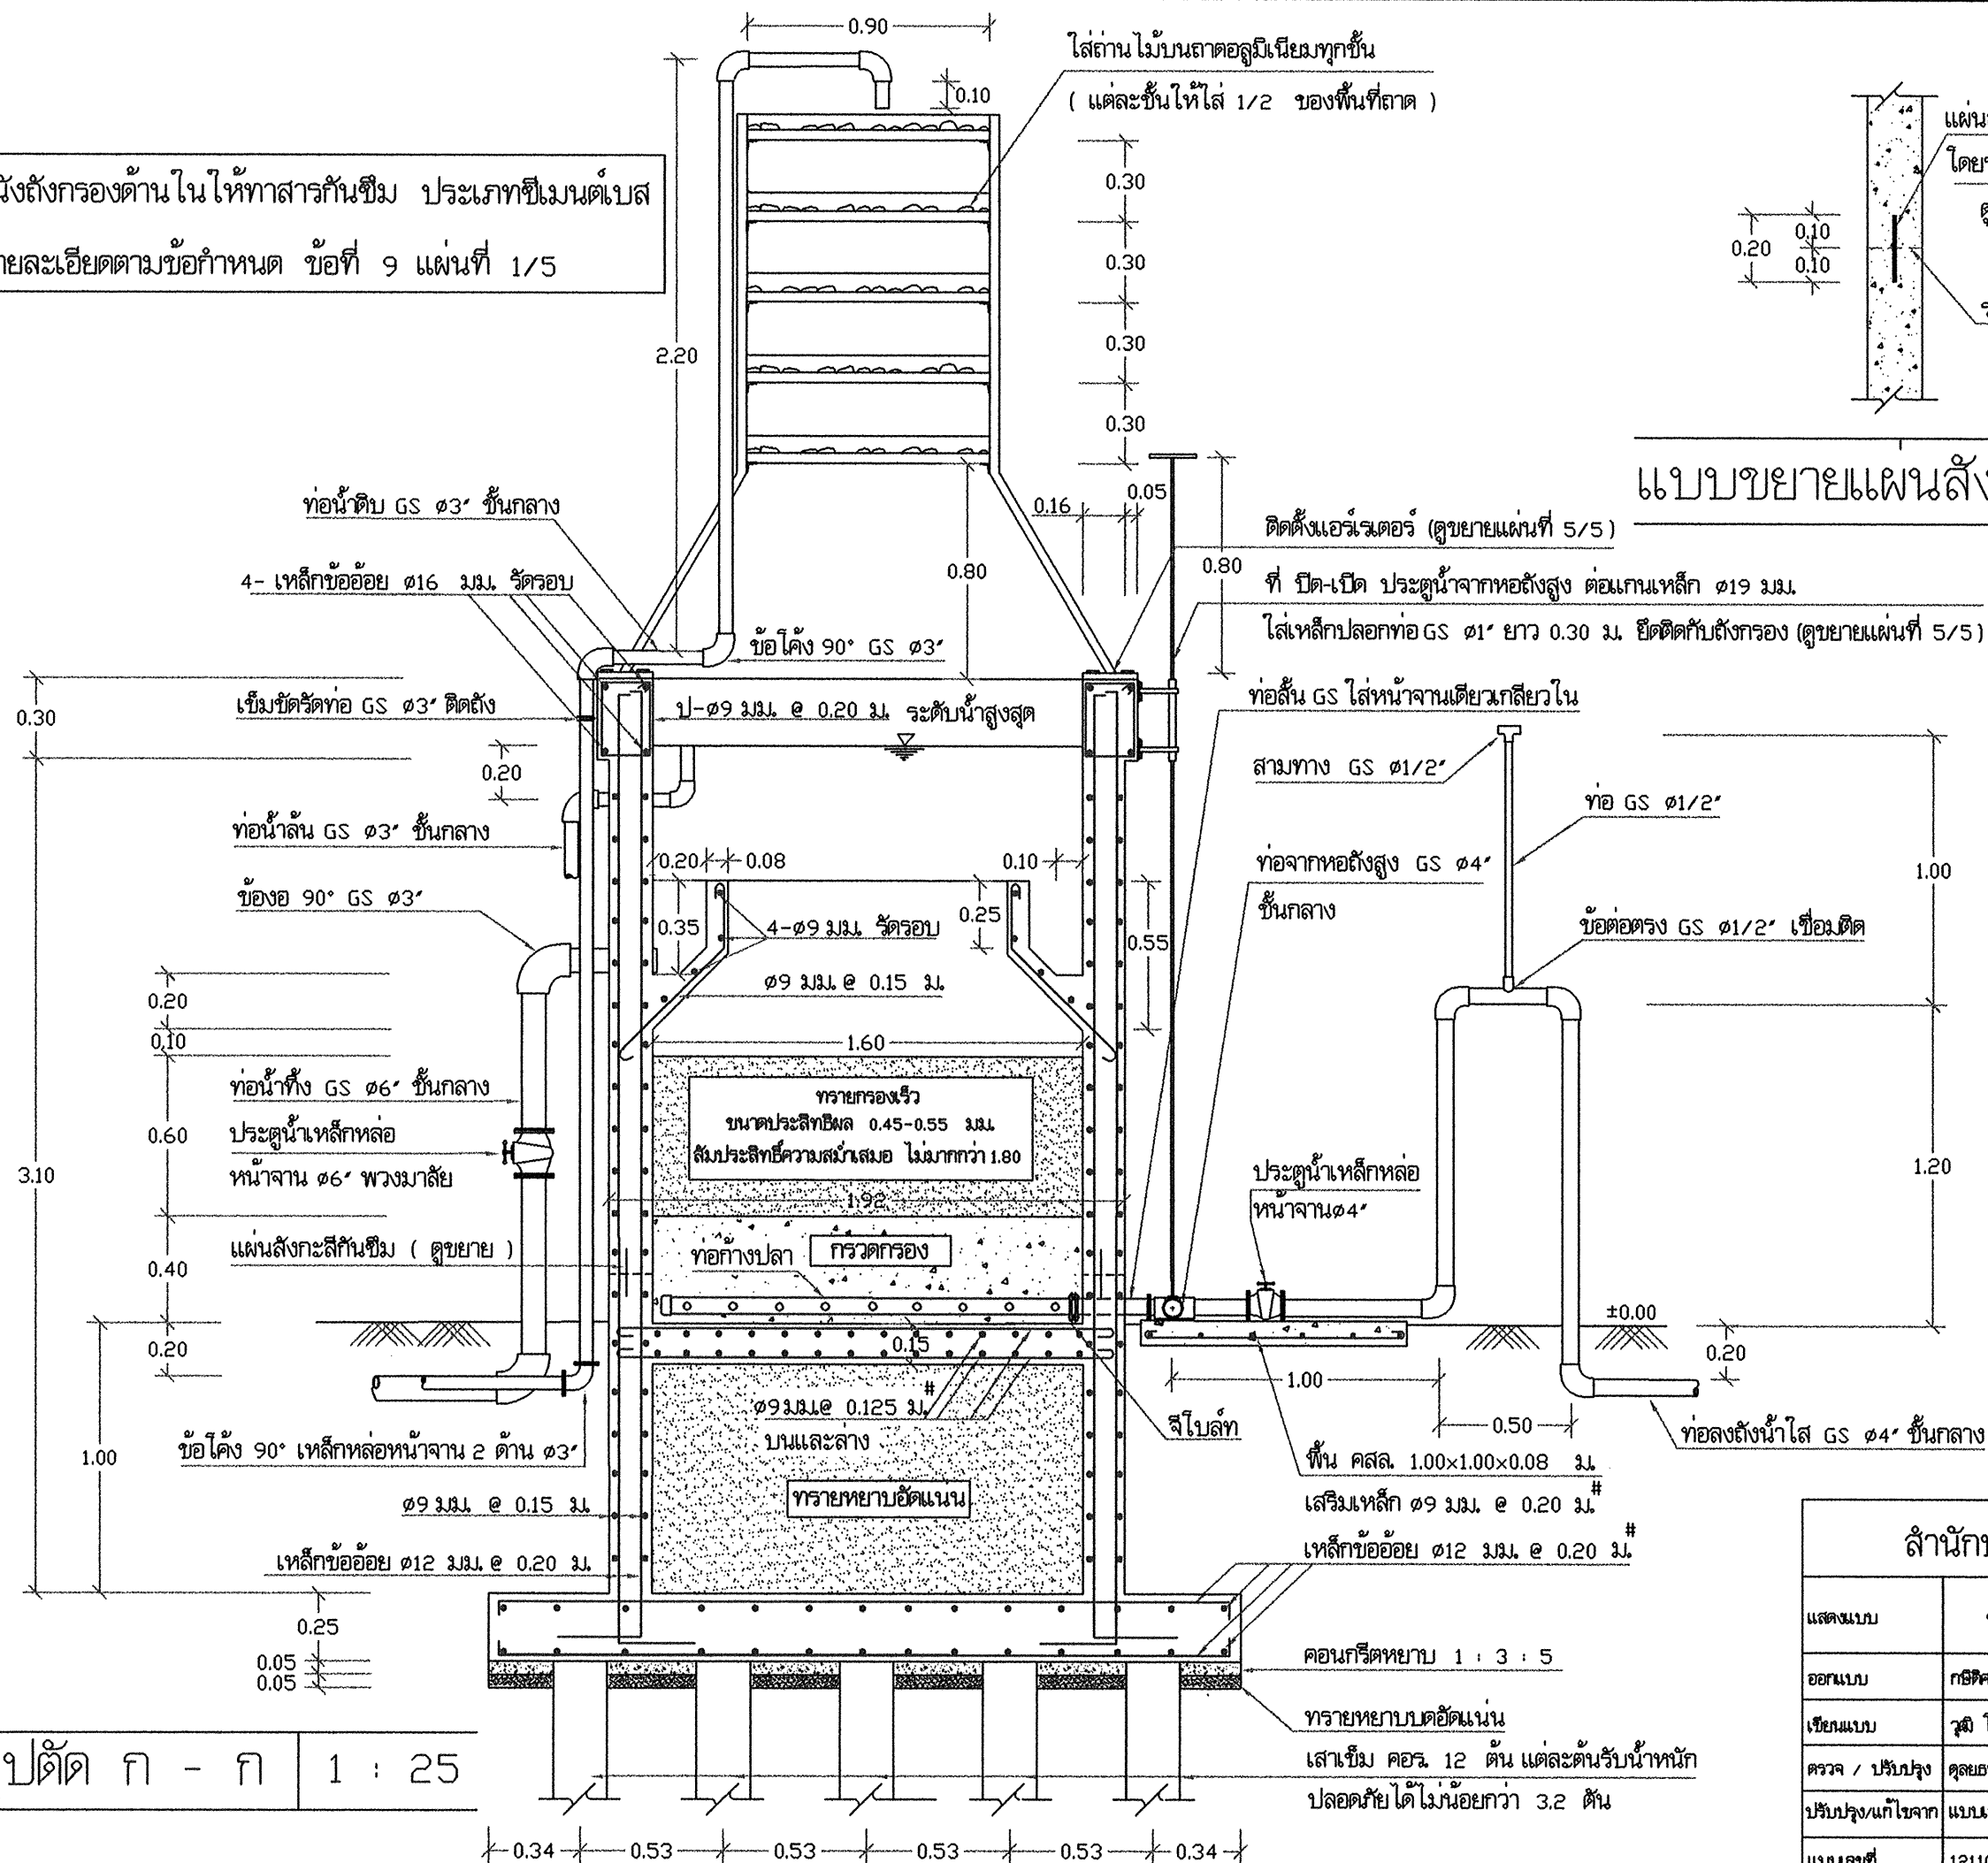 0.90
ใส่ถ่านไม้บนถาดอลูมิเนียมทุกชั้น
( แต่ละชั้นให้ใส่ 1/2 ของพื้นที่ถาด )
0.10
2.20
0.30
0.30
0.30
0.30
นังถังกรองด้านในให้ทาสารกันซึม ประเภทซีเมนต์เบส
ายละเอียดตามข้อกำหนด ข้อที่ 9 แผ่นที่ 1/5
แผ่น
โดย
0.20
0.10
0.10
แบบขยายแผ่นสัง
ท่อน้ำดิบ GS ø3" ชั้นกลาง
4- เหล็กข้ออ้อย ø16 มม. รัดรอบ
ข้อโค้ง 90° GS ø3"
0.80
0.16
0.05
0.80
ติดตั้งแอร์เรเตอร์ (ดูขยายแผ่นที่ 5/5)
ที่ ปิด-เปิด ประตูน้ำจากหอถังสูง ต่อแกนเหล็ก ø19 มม.
ใส่เหล็กปลอกท่อ GS ø1" ยาว 0.30 ม. ยึดติดกับถังกรอง (ดูขยายแผ่นที่ 5/5)
0.30
เข็มขัดรัดท่อ GS ø3" ติดถัง
ป-ø9 มม. @ 0.20 ม. ระดับน้ำสูงสุด
ท่อสั้น GS ใส่หน้าจานเดียวเกลียวใน
0.20
สามทาง GS ø1/2"
ท่อ GS ø1/2"
ท่อน้ำล้น GS ø3" ชั้นกลาง
0.20
0.08
0.10
ท่อจากหอถังสูง GS ø4"
ชั้นกลาง
1.00
ข้องอ 90° GS ø3"
0.35
4-ø9 มม. รัดรอบ
0.25
0.55
ข้อต่อตรง GS ø1/2" เชื่อมติด
ø9 มม. @ 0.15 ม.
0.20
0.10
1.60
ท่อน้ำทิ้ง GS ø6" ชั้นกลาง
ทรายกรองเร็ว
ขนาดประสิทธิผล 0.45-0.55 มม.
สัมประสิทธิ์ความสม่ำเสมอ ไม่มากกว่า 1.80
0.60
ประตูน้ำเหล็กหล่อ
หน้าจาน ø6" พวงมาลัย
3.10
1.92
ประตูน้ำเหล็กหล่อ
หน้าจานø4"
1.20
แผ่นสังกะสีกันซึม ( ดูขยาย )
ท่อก้างปลา
กรวดกรอง
0.40
±0.00
0.20
0.15
0.20
1.00
ø9มม.@ 0.125 ม.#
บนและล่าง
จีโบล์ท
0.50
ท่อลงถังน้ำใส GS ø4" ชั้นกลาง
ข้อโค้ง 90° เหล็กหล่อหน้าจาน 2 ด้าน ø3"
1.00
พื้น คสล. 1.00x1.00x0.08 ม.
เสริมเหล็ก ø9 มม. @ 0.20 ม.#
ทรายหยาบอัดแน่น
ø9 มม. @ 0.15 ม.
เหล็กข้ออ้อย ø12 มม. @ 0.20 ม.#
เหล็กข้ออ้อย ø12 มม. @ 0.20 ม.
0.25
0.05
0.05
คอนกรีตหยาบ 1 : 3 : 5
ทรายหยาบบดอัดแน่น
เสาเข็ม คอร. 12 ต้น แต่ละต้นรับน้ำหนัก
ปลอดภัยได้ไม่น้อยกว่า 3.2 ตัน
ปตัด ก - ก
1 : 25
0.34
0.53
0.53
0.53
0.53
0.34
สำนัก
แสดงแบบ
ออกแบบ
เขียนแบบ
วุฒิ
ตรวจ / ปรับปรุง
ปรับปรุง/แก้ไขจาก
แบบเลขที่